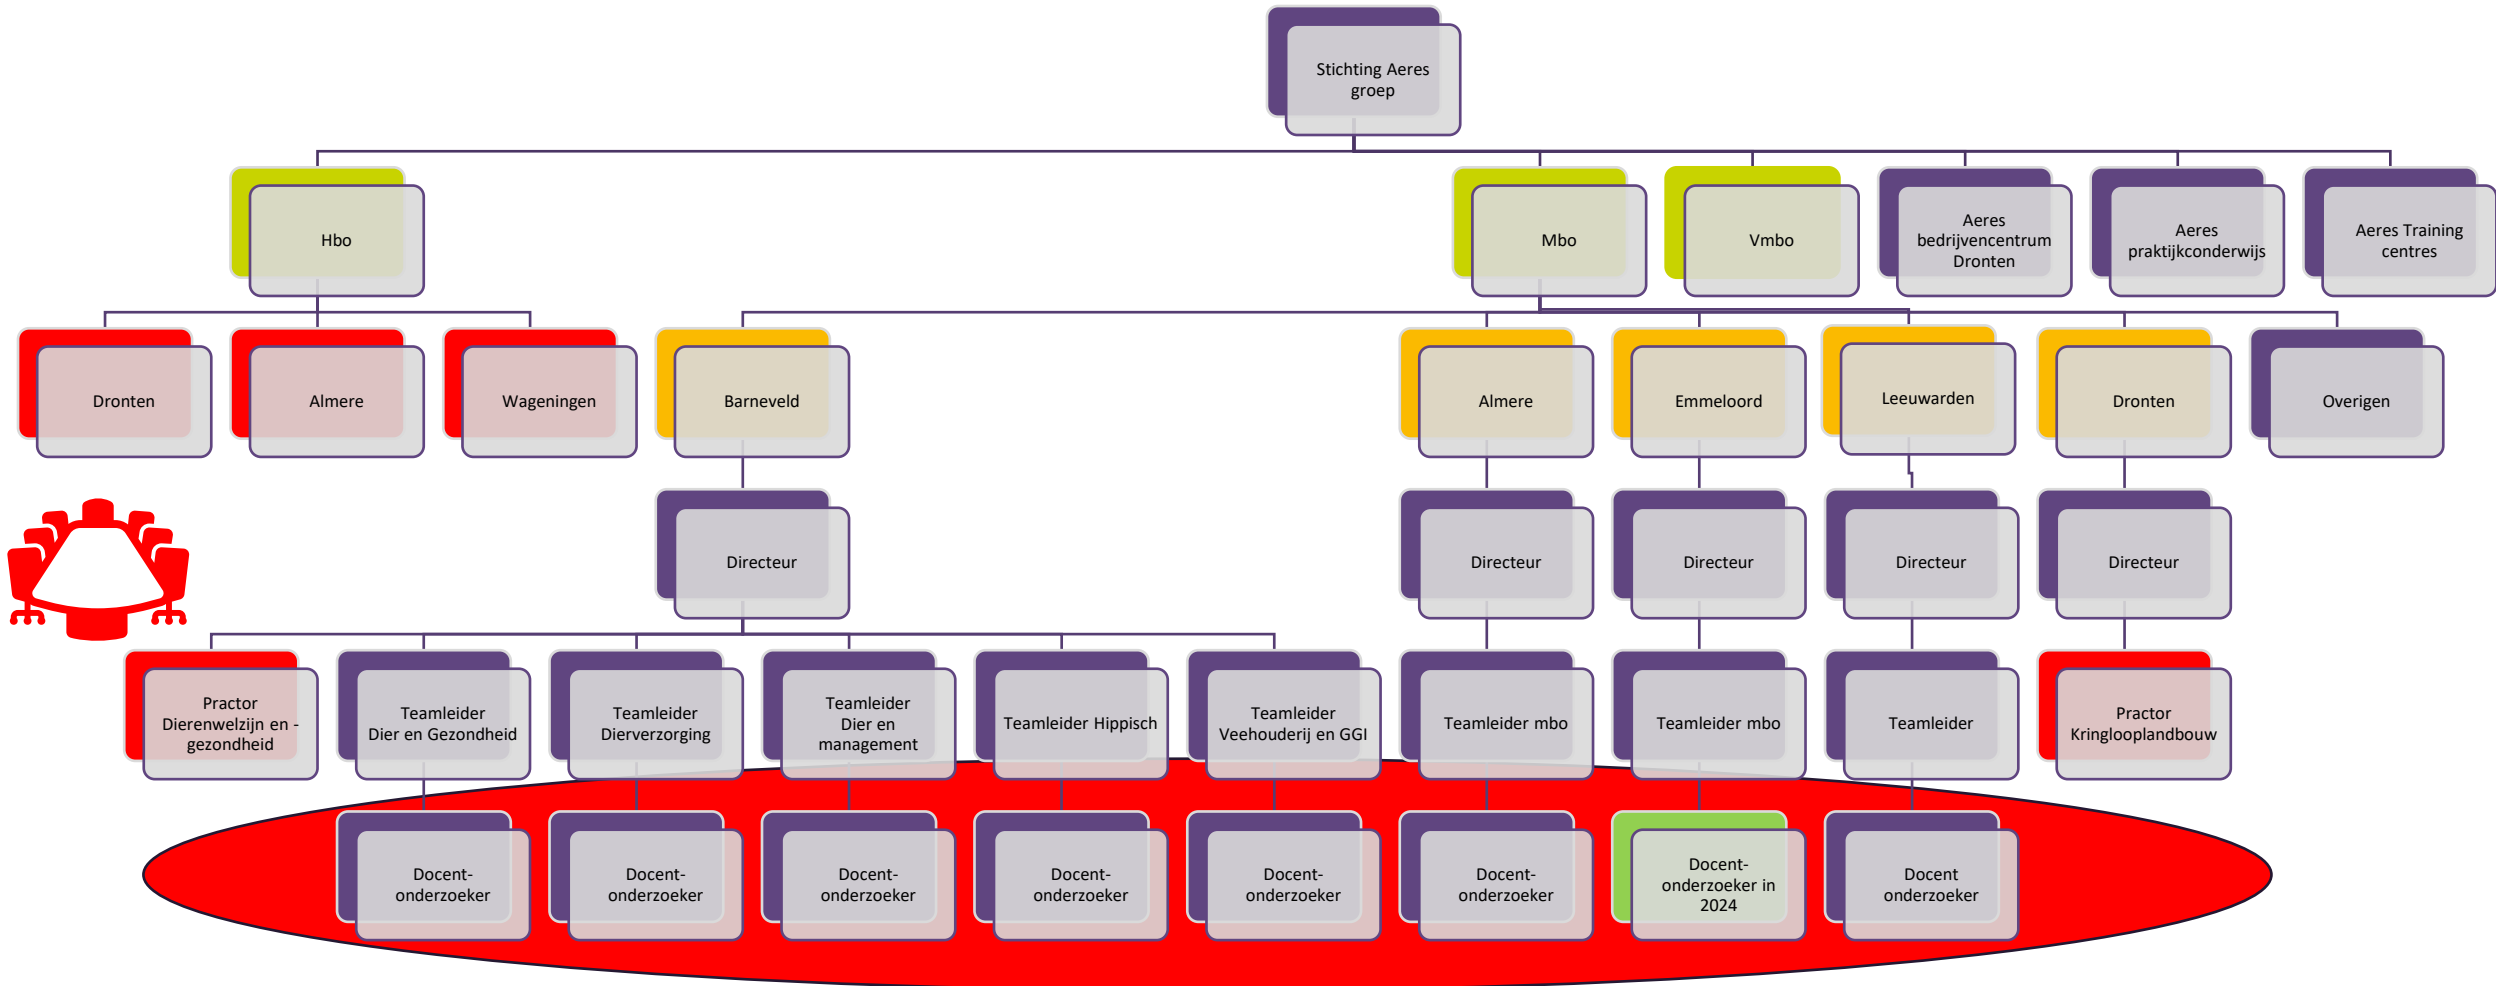 Stichting Aeres
groep
Hbo
Mbo
Vmbo
Aeres
bedrijvencentrum
Dronten
Aeres
praktijkconderwijs
Aeres Training
centres
Dronten
Almere
Wageningen
Barneveld
Almere
Emmeloord
Leeuwarden
Dronten
Overigen
Directeur
Directeur
Directeur
Directeur
Directeur
Practor
Dierenwelzijn en -
gezondheid
Teamleider
Dier en Gezondheid
Teamleider
Dierverzorging
Teamleider
Dier en
management
Teamleider Hippisch
Teamleider
Veehouderij en GGI
Teamleider mbo
Teamleider mbo
Teamleider
Practor
Kringlooplandbouw
Docent-
onderzoeker
Docent-
onderzoeker
Docent-
onderzoeker
Docent-
onderzoeker
Docent-
onderzoeker
Docent-
onderzoeker
Docent-
onderzoeker in
2024
Docent
onderzoeker